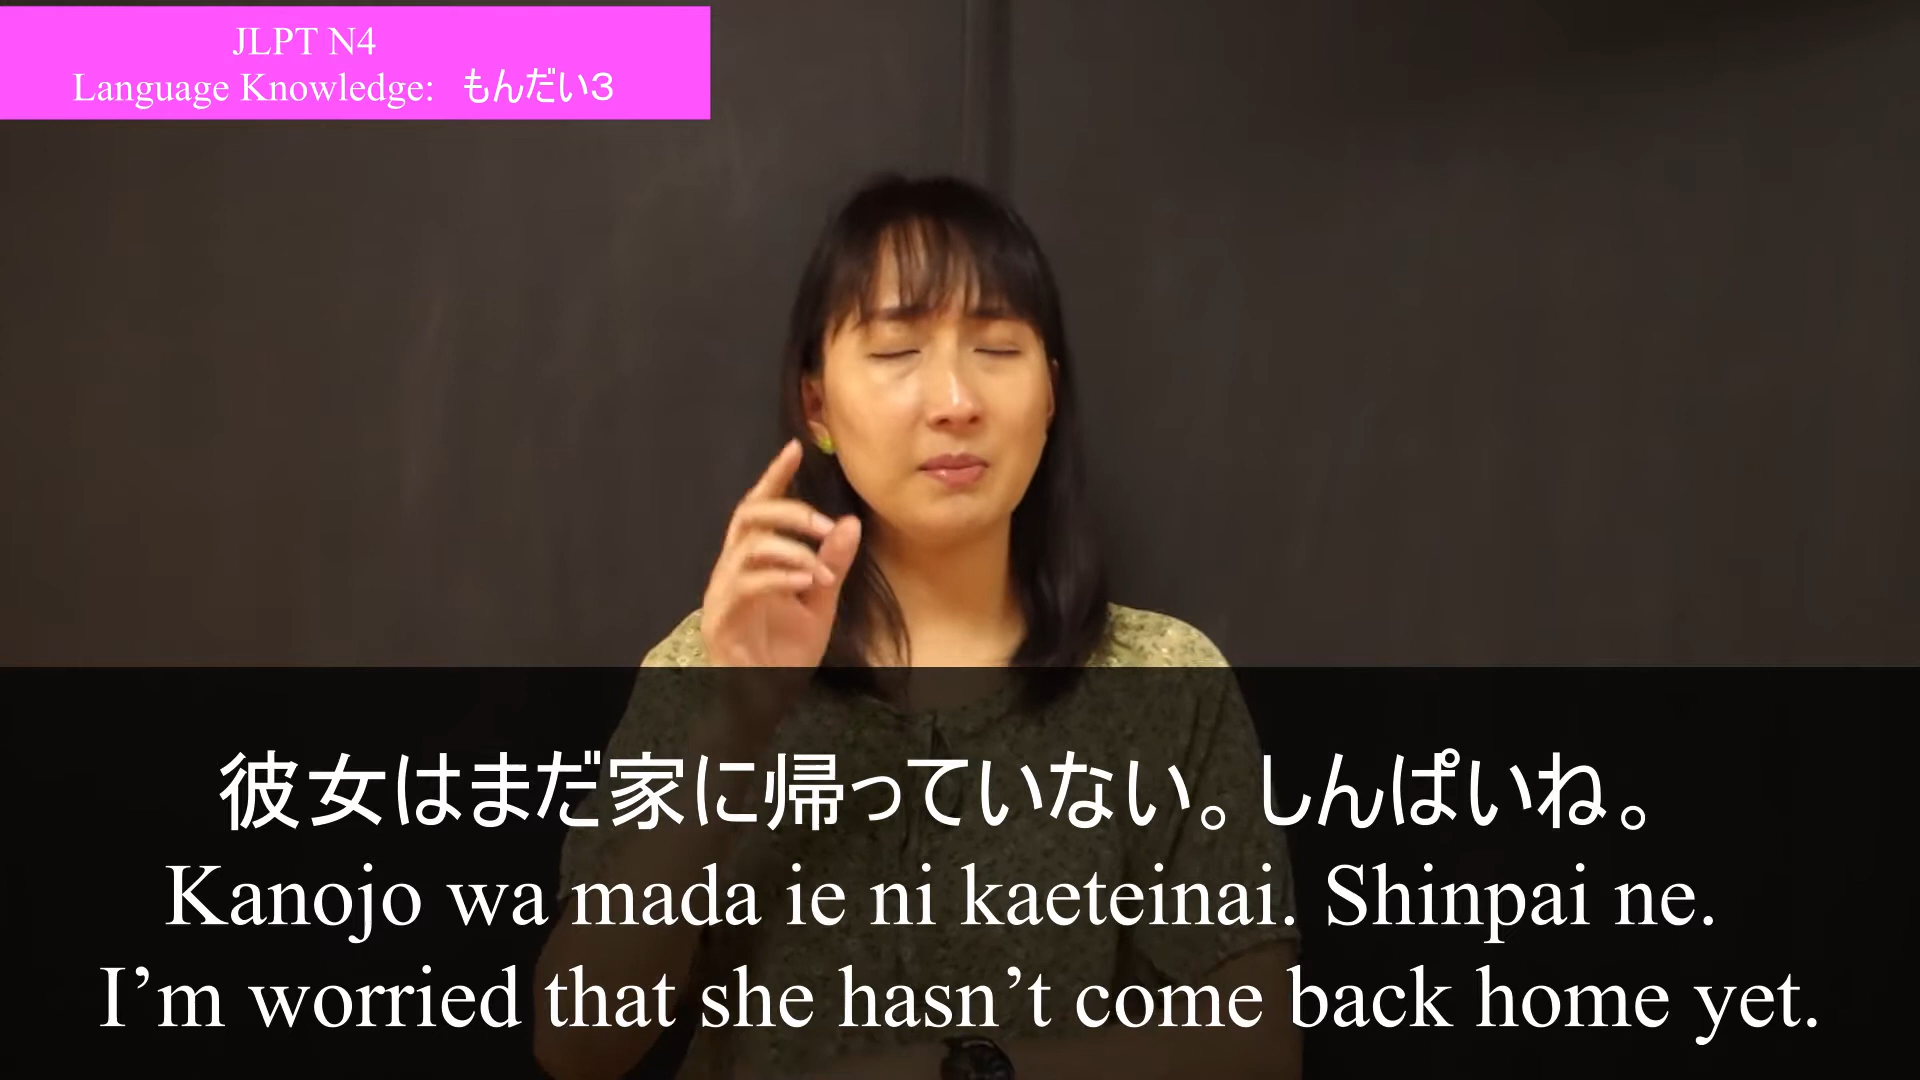 JLPT N4
Language Knowledge: もんだい3
彼女はまだ家に帰っていない。しんぱいね。
Kanojo wa mada ie ni kaeteinai. Shinpai ne.
I’m worried that she hasn’t come back home yet.